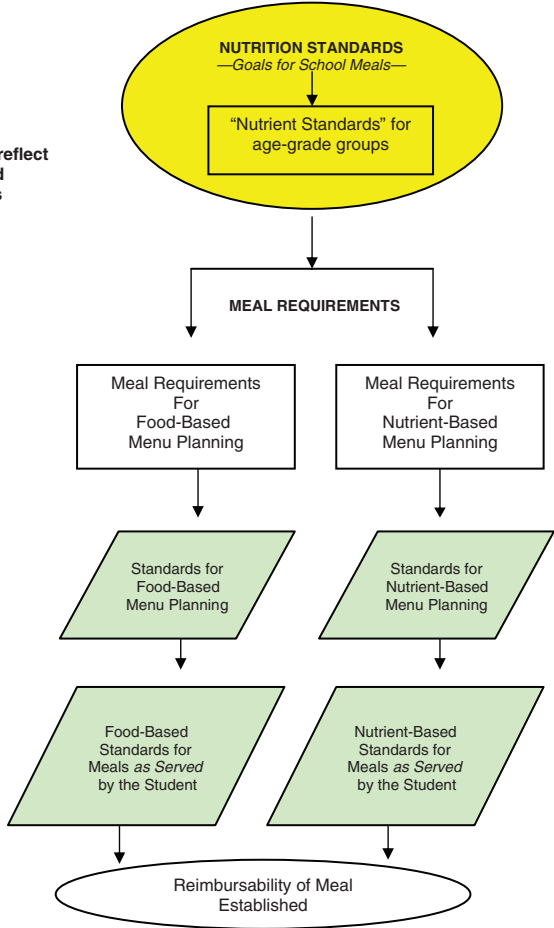 NUTRITION STANDARDS
—Goals for School Meals—
“Nutrient Standards” for
age-grade groups
reflect
s
MEAL REQUIREMENTS
Meal Requirements
For
Food-Based
Menu Planning
Meal Requirements
For
Nutrient-Based
Menu Planning
Standards for
Food-Based
Menu Planning
Standards for
Nutrient-Based
Menu Planning
Food-Based
Standards for
Meals as Served
by the Student
Nutrient-Based
Standards for
Meals as Served
by the Student
Reimbursability of Meal
Established